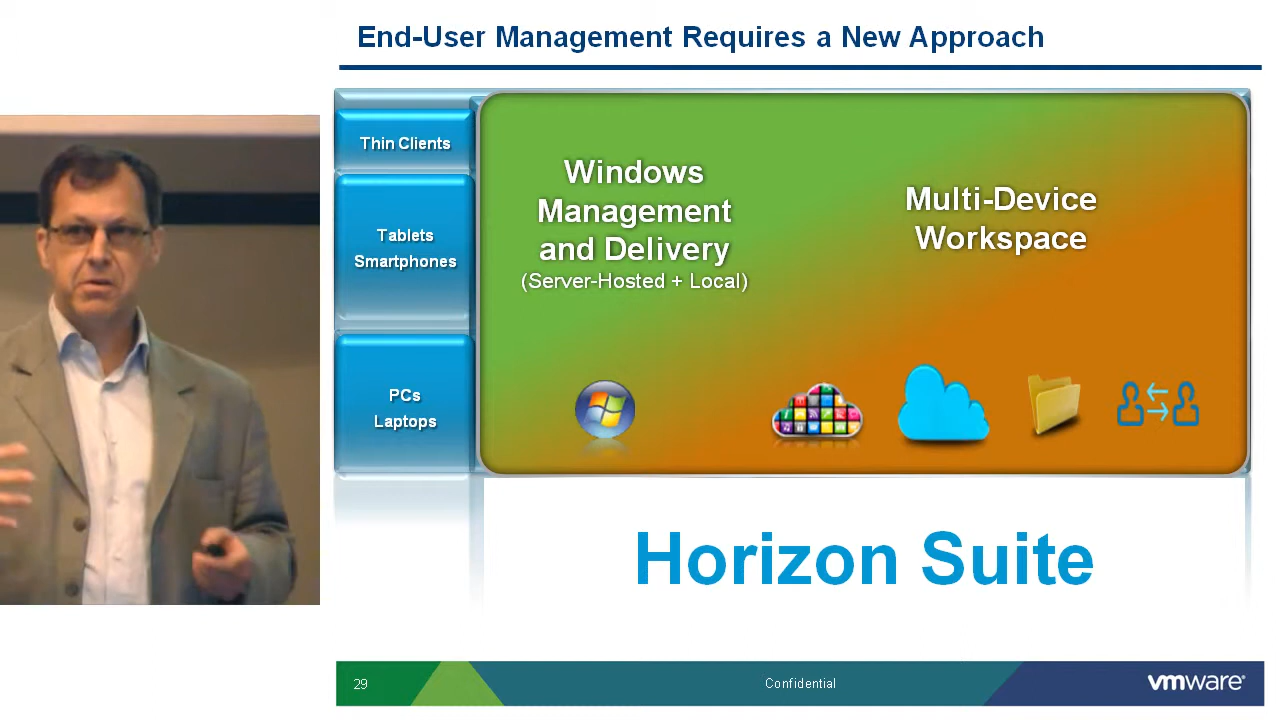 End-User Management Requires a New Approach
Thin Clients
Tablets
Smartphones
PCs
Laptops
Windows
Management
and Delivery
(Server-Hosted + Local)
Multi-Device
Workspace
Horizon Suite
29
Confidential
vmware®